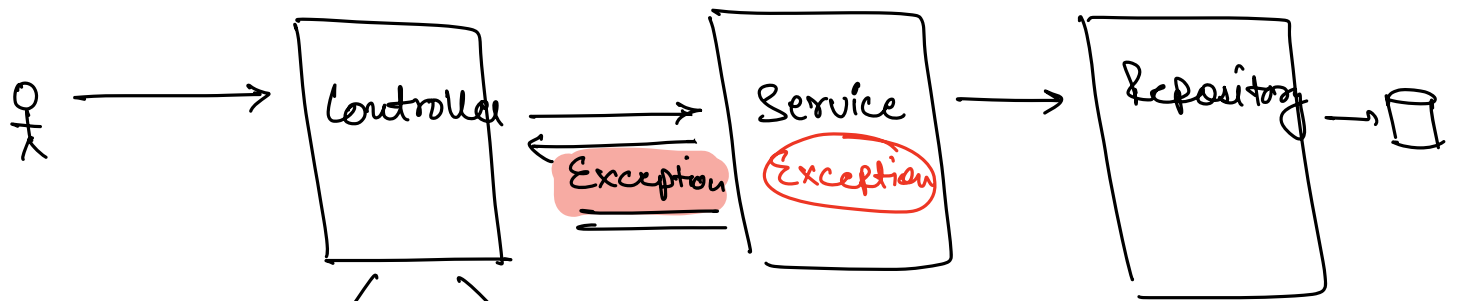 Controller
Service
Repository
Exception
Exception